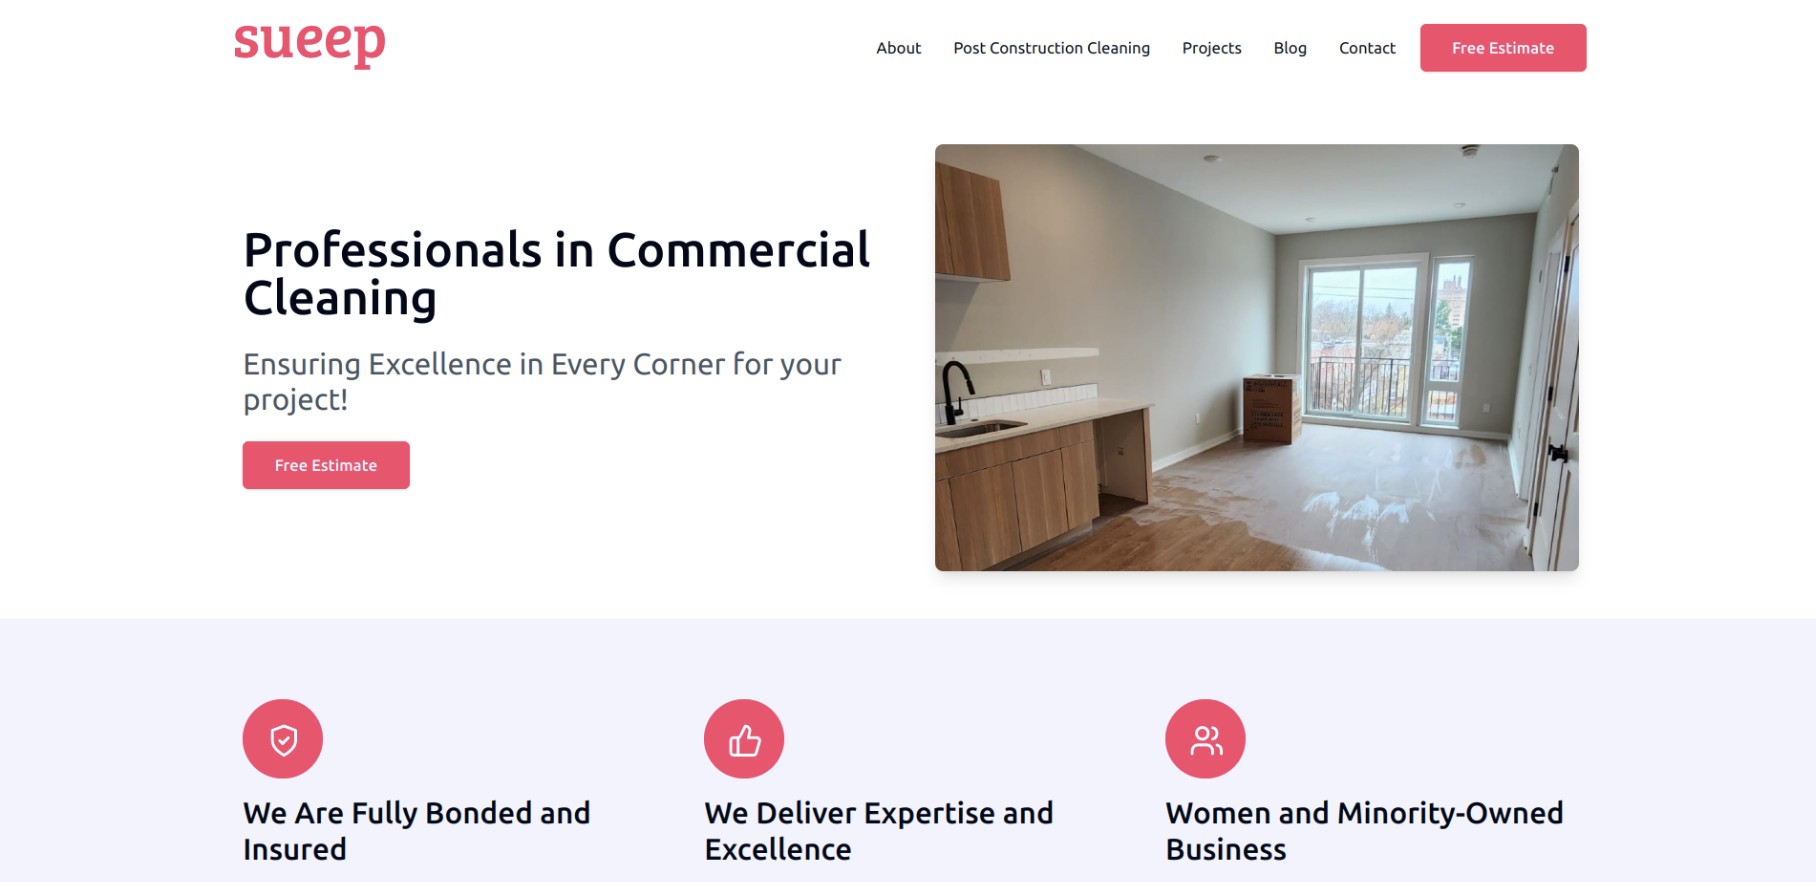 sueep
About
Post Construction Cleaning
Projects
Blog
Contact
Free Estimate
Professionals in Commercial
Cleaning
Ensuring Excellence in Every Corner for your
project!
Free Estimate
We Are Fully Bonded and
Insured
We Deliver Expertise and
Excellence
Women and Minority-Owned
Business